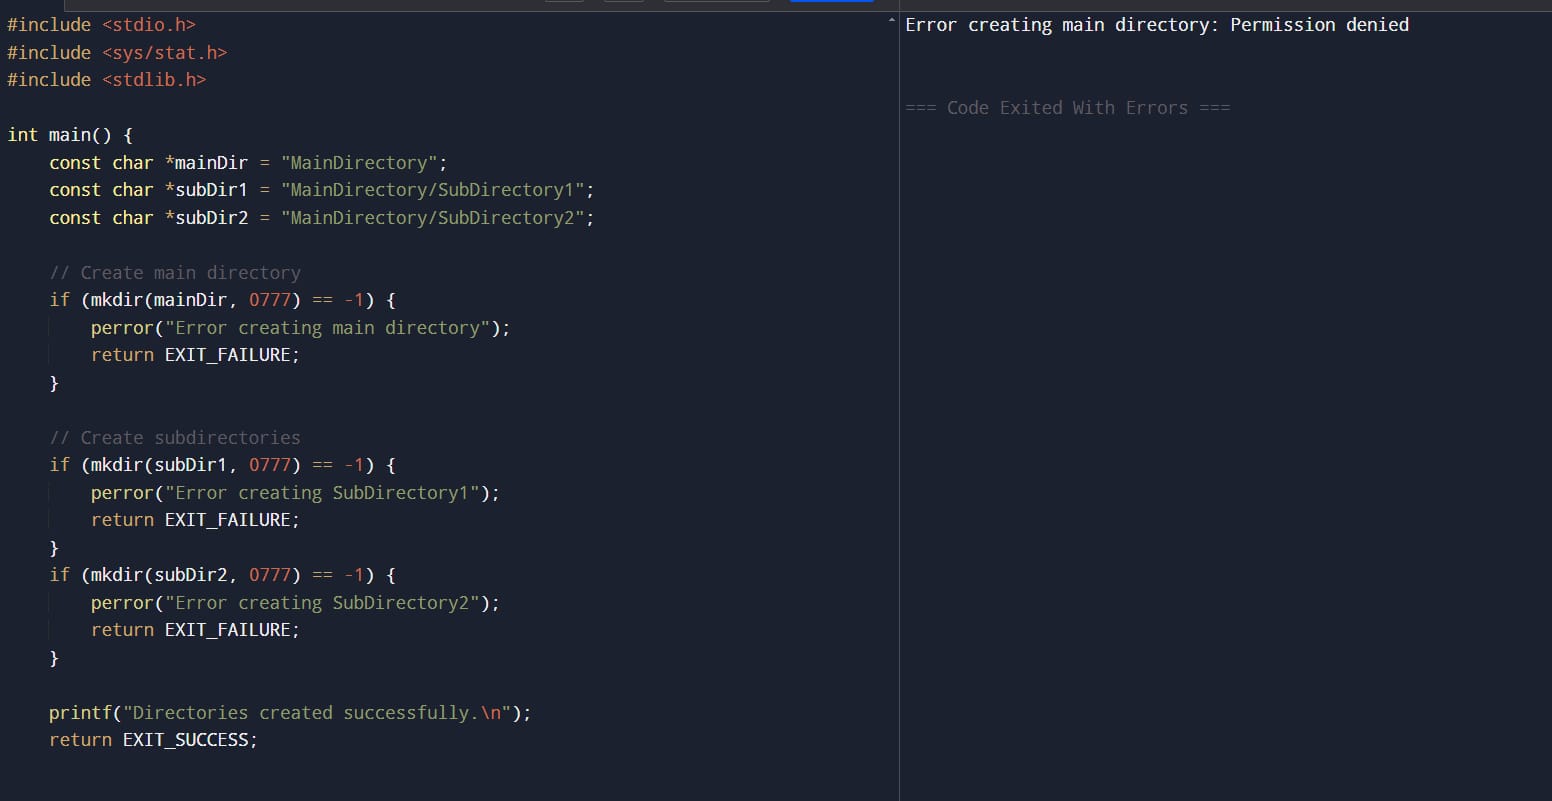 #include <stdio.h>
#include <sys/stat.h>
#include <stdlib.h>

int main() {
    const char *mainDir = "MainDirectory";
    const char *subDir1 = "MainDirectory/SubDirectory1";
    const char *subDir2 = "MainDirectory/SubDirectory2";

    // Create main directory
    if (mkdir(mainDir, 0777) == -1) {
        perror("Error creating main directory");
        return EXIT_FAILURE;
    }

    // Create subdirectories
    if (mkdir(subDir1, 0777) == -1) {
        perror("Error creating SubDirectory1");
        return EXIT_FAILURE;
    }
    if (mkdir(subDir2, 0777) == -1) {
        perror("Error creating SubDirectory2");
        return EXIT_FAILURE;
    }

    printf("Directories created successfully.\n");
    return EXIT_SUCCESS;
Error creating main directory: Permission denied
=== Code Exited With Errors ===